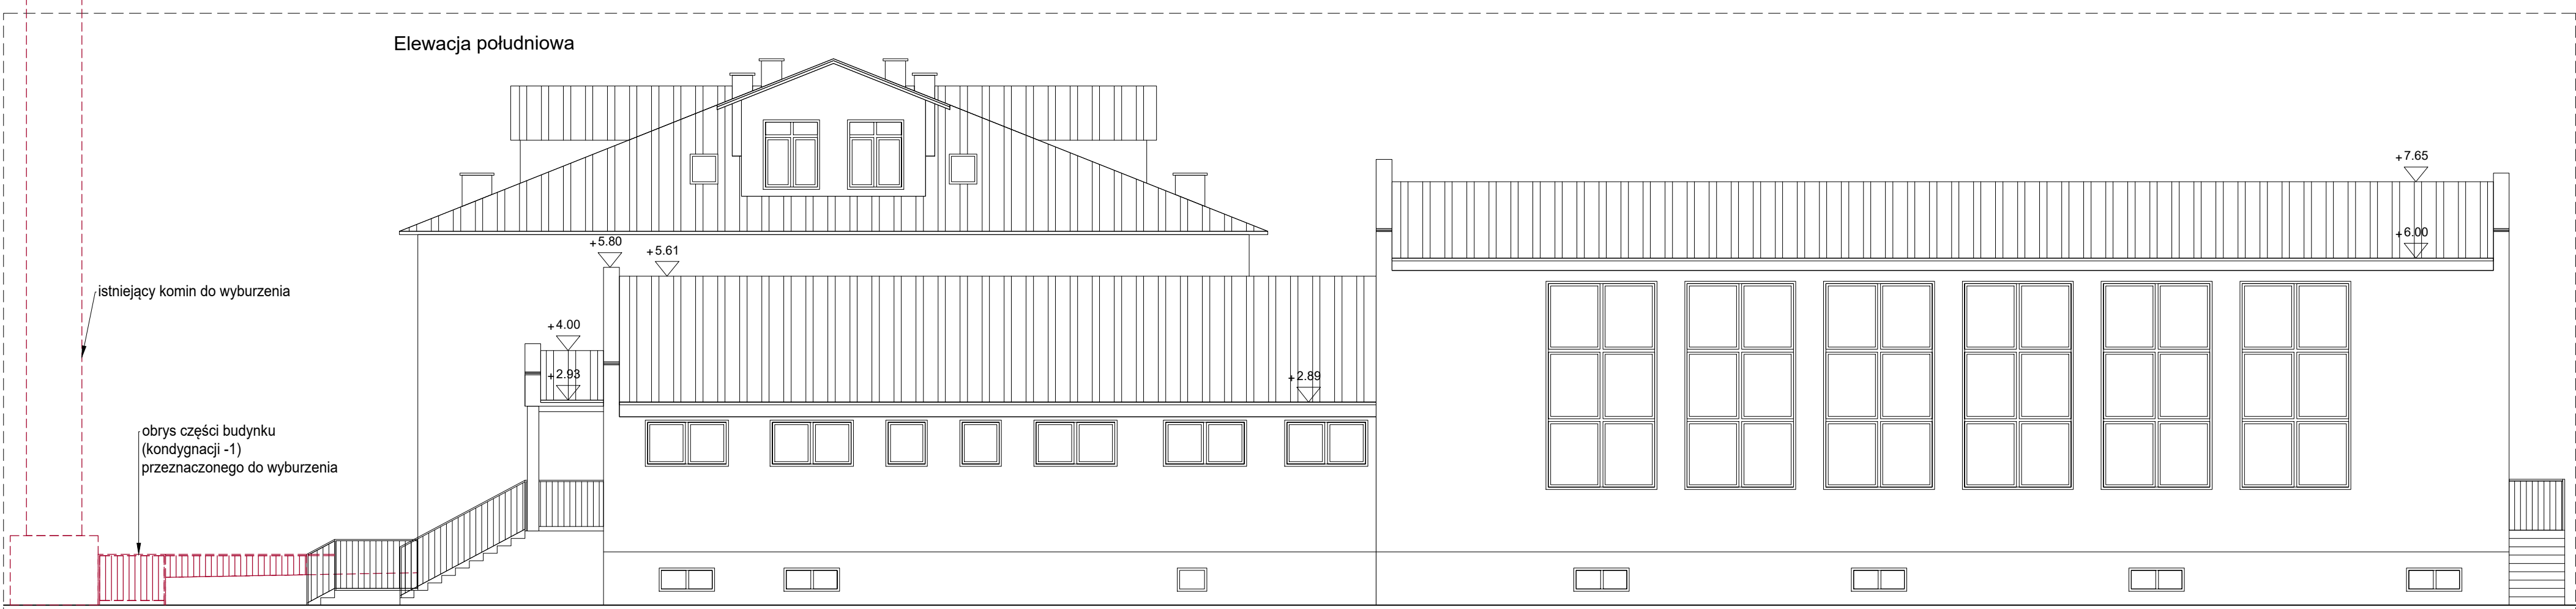 Elewacja południowa
+7.65
+6.00
+5.80
+5.61
istniejący komin do wyburzenia
+4.00
+2.93
+2.89
obrys części budynku
(kondygnacji -1)
przeznaczonego do wyburzenia